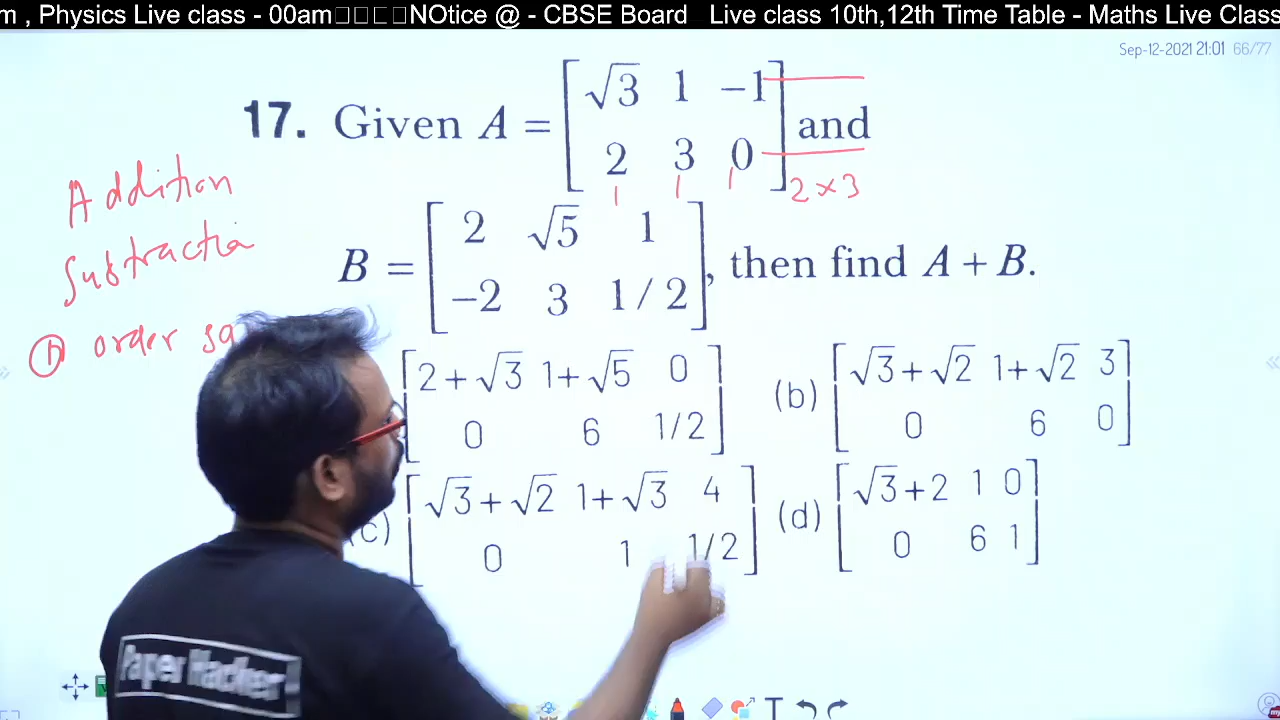 m , Physics Live class - 00am□□□□NOtice @ - CBSE Board Live class 10th,12th Time Table - Maths Live Class
Sep-12-2021 21:01 66/77
17. Given A = [ √3 1 −1
2 3 0 ] and
2×3
B = [ 2 √5 1
−2 3 1/2 ], then find A + B.
Addition
Subtractio
① order sa
[ 2+√3 1+√5 0
0 6 1/2 ]
(b) [ √3+√2 1+√2 3
0 6 0 ]
(c) [ √3+√2 1+√3 4
0 1 1/2 ]
(d) [ √3+2 1 0
0 6 1 ]
Paper Hacker
T